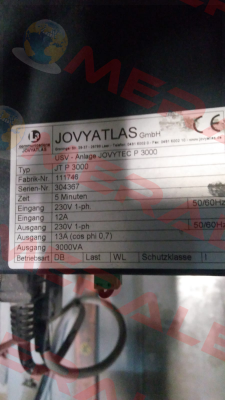 JOVYATLAS GmbH
CE
USV - Anlage JOVYTEC P 3000
Typ JT P 3000
Fabrik-Nr 111746
Serien-Nr 304367
Zeit 5 Minuten
Eingang 230V 1-ph 50/60Hz
Eingang 12A
Ausgang 230V 1-ph 50/60Hz
Ausgang 13A (cos phi 0,7)
Ausgang 3000VA
Betriebsart DB Last WL Schutzklasse I